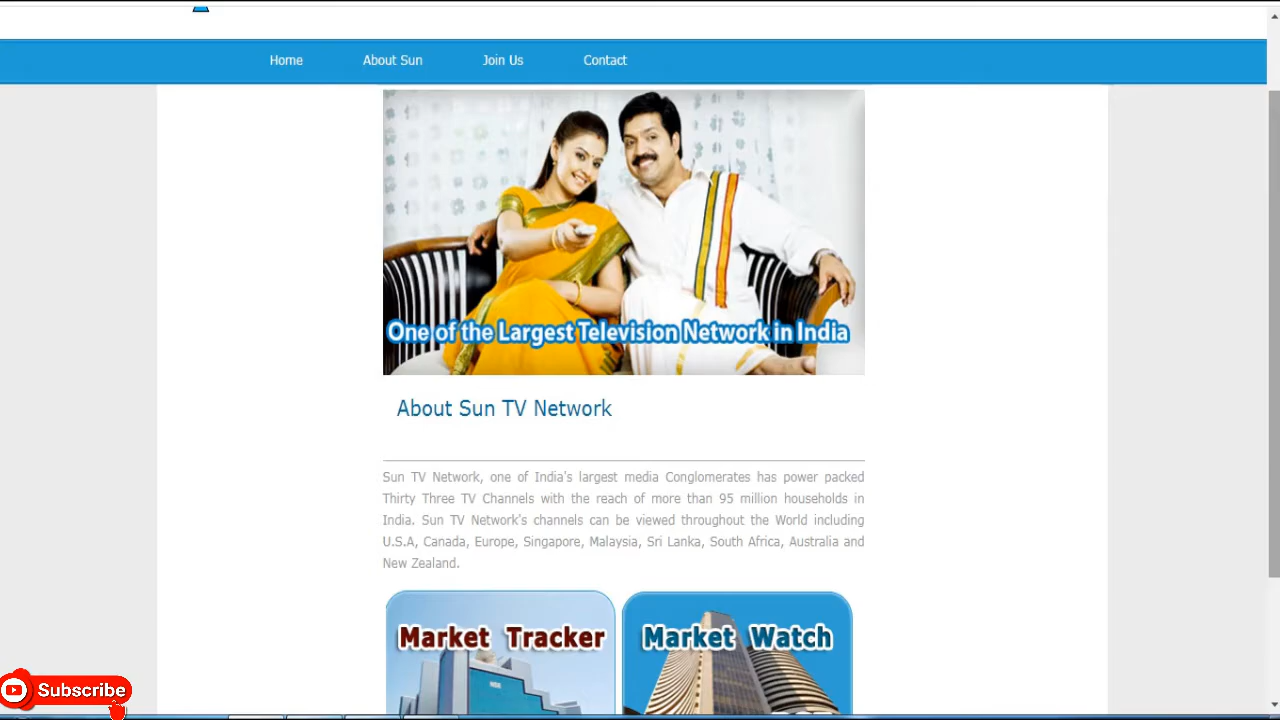 Home About Sun Join Us Contact
One of the Largest Television Network in India
About Sun TV Network
Sun TV Network, one of India's largest media Conglomerates has power packed
Thirty Three TV Channels with the reach of more than 95 million households in
India. Sun TV Network's channels can be viewed throughout the World including
U.S.A, Canada, Europe, Singapore, Malaysia, Sri Lanka, South Africa, Australia and
New Zealand.
Market Tracker Market Watch
NSE
Subscribe